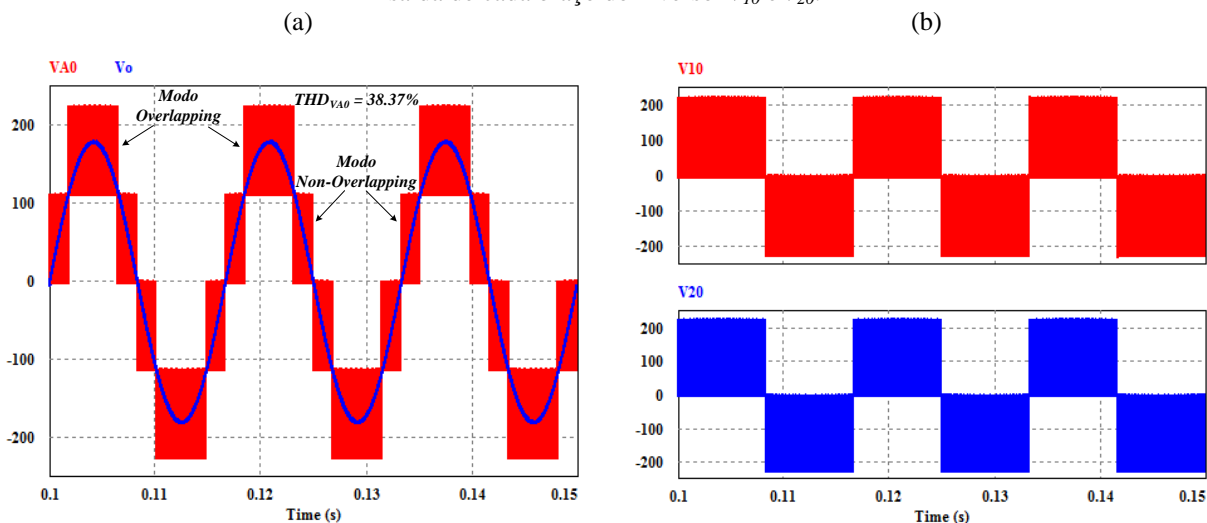 (a)
VA0 Vo
Modo
Overlapping
THD_VA0 = 38.37%
Modo
Non-Overlapping
200
100
0
-100
-200
0.1 0.11 0.12 0.13 0.14 0.15
Time (s)
(b)
V10
200
100
0
-100
-200
V20
200
100
0
-100
-200
0.1 0.11 0.12 0.13 0.14 0.15
Time (s)